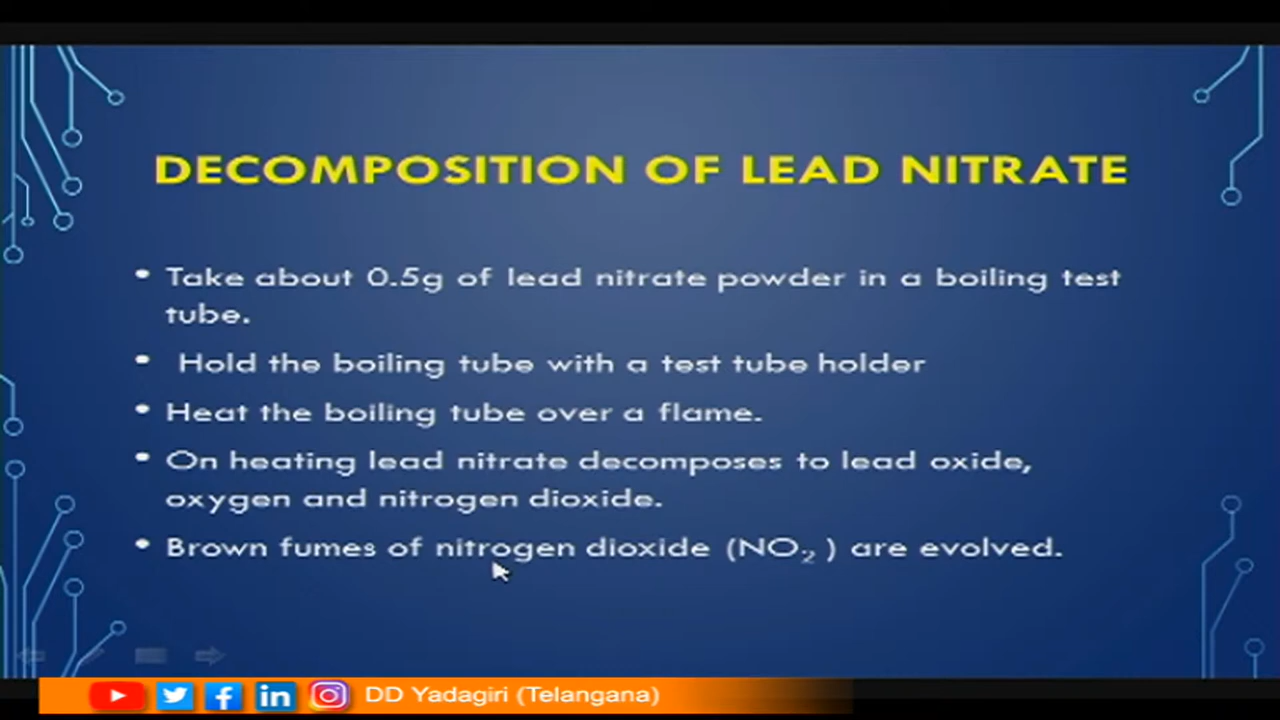 DECOMPOSITION OF LEAD NITRATE
• Take about 0.5g of lead nitrate powder in a boiling test
tube.
• Hold the boiling tube with a test tube holder
• Heat the boiling tube over a flame.
• On heating lead nitrate decomposes to lead oxide,
oxygen and nitrogen dioxide.
• Brown fumes of nitrogen dioxide (NO₂ ) are evolved.
DD Yadagiri (Telangana)